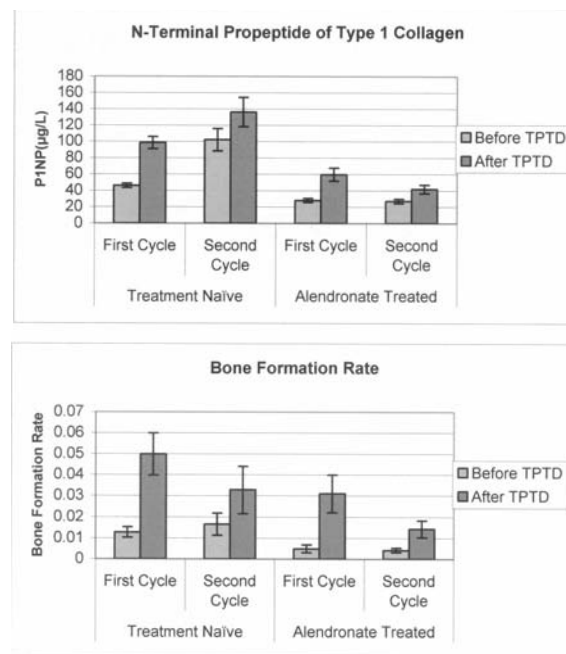 N-Terminal Propeptide of Type 1 Collagen
P1NP(µg/L)
180
160
140
120
100
80
60
40
20
0
Before TPTD
After TPTD
First Cycle
Second
Cycle
First Cycle
Second
Cycle
Treatment Naïve
Alendronate Treated
Bone Formation Rate
Bone Formation Rate
0.07
0.06
0.05
0.04
0.03
0.02
0.01
0
Before TPTD
After TPTD
First Cycle
Second
Cycle
First Cycle
Second
Cycle
Treatment Naïve
Alendronate Treated